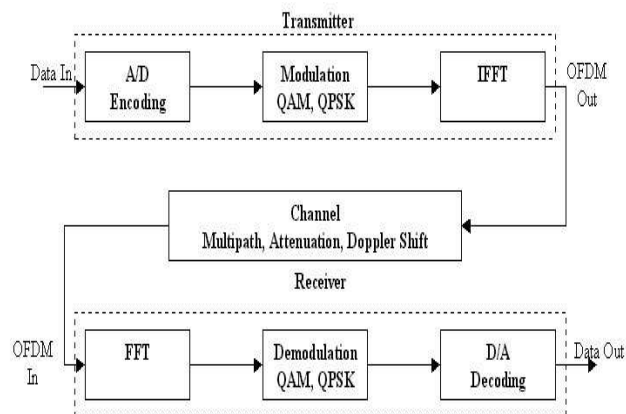 Transmitter
Data In
A/D
Encoding
Modulation
QAM, QPSK
IFFT
OFDM
Out
Channel
Multipath, Attenuation, Doppler Shift
Receiver
OFDM
In
FFT
Demodulation
QAM, QPSK
D/A
Decoding
Data Out